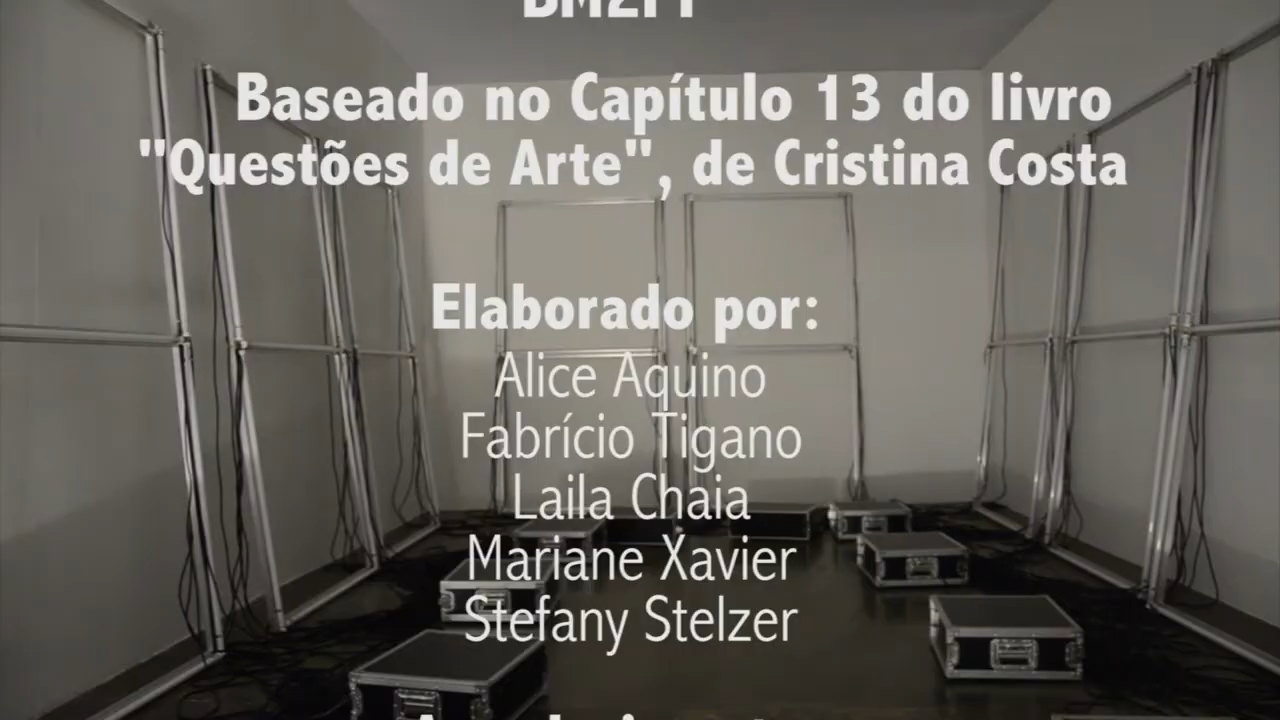 Baseado no Capítulo 13 do livro
"Questões de Arte", de Cristina Costa
Elaborado por:
Alice Aquino
Fabrício Tigano
Laila Chaia
Mariane Xavier
Stefany Stelzer